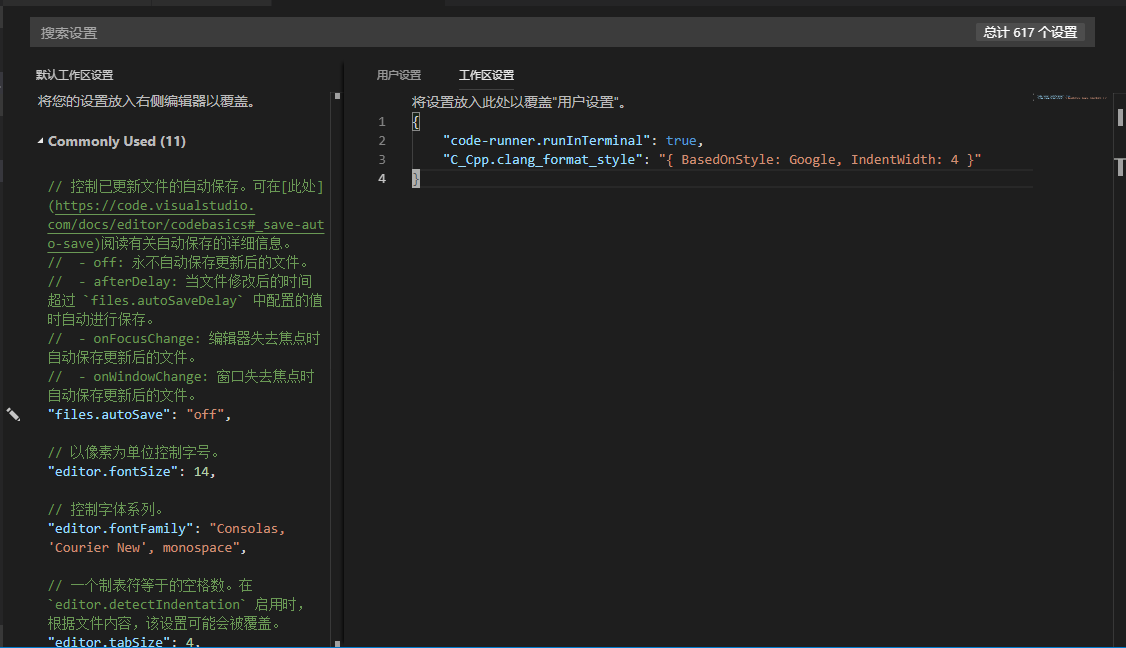 搜索设置
总计 617 个设置
默认工作区设置
将您的设置放入右侧编辑器以覆盖。
Commonly Used (11)
// 控制已更新文件的自动保存。可在[此处]
(https://code.visualstudio.
com/docs/editor/codebasics#_save-aut
o-save)阅读有关自动保存的详细信息。
//  - off: 永不自动保存更新后的文件。
//  - afterDelay: 当文件修改后的时间
超过 `files.autoSaveDelay` 中配置的值
时自动进行保存。
//  - onFocusChange: 编辑器失去焦点时
自动保存更新后的文件。
//  - onWindowChange: 窗口失去焦点时
自动保存更新后的文件。
"files.autoSave": "off",
// 以像素为单位控制字号。
"editor.fontSize": 14,
// 控制字体系列。
"editor.fontFamily": "Consolas,
'Courier New', monospace",
// 一个制表符等于的空格数。在
`editor.detectIndentation` 启用时,
根据文件内容，该设置可能会被覆盖。
"editor.tabSize": 4,
用户设置 工作区设置
将设置放入此处以覆盖"用户设置"。
1 {
2 "code-runner.runInTerminal": true,
3 "C_Cpp.clang_format_style": "{ BasedOnStyle: Google, IndentWidth: 4 }"
4 }